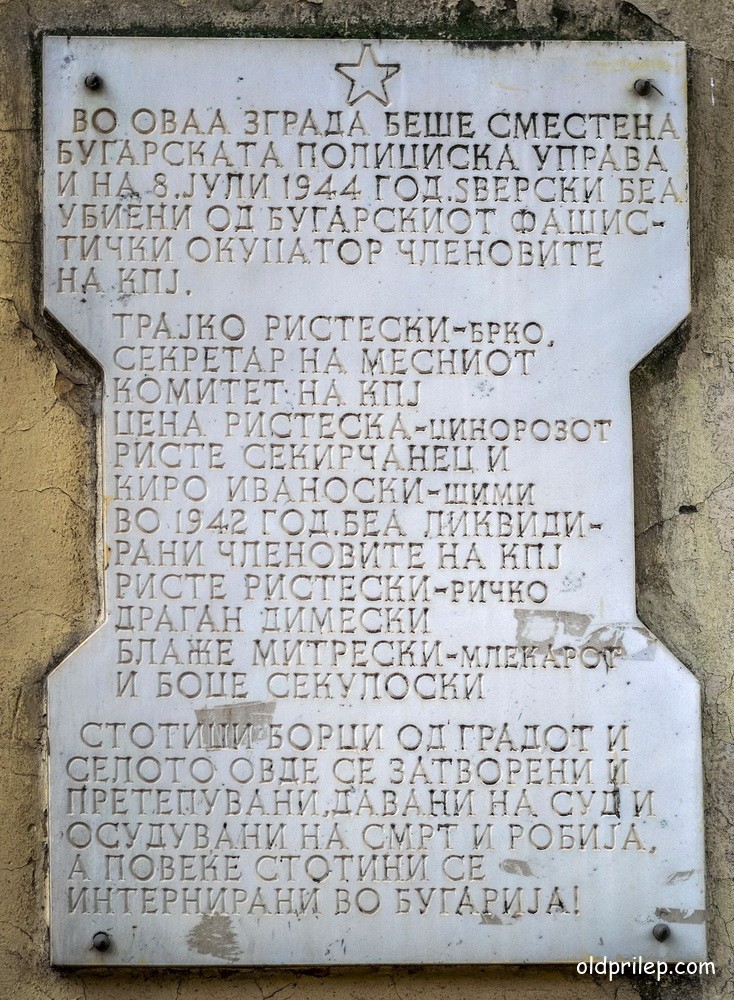 ВО ОВАА ЗГРАДА БЕШЕ СМЕСТЕНА
БУГАРСКАТА ПОЛИЦИСКА УПРАВА
И НА 8.ЈУЛИ 1944 ГОД.ЅВЕРСКИ БЕА
УБИЕНИ ОД БУГАРСКИОТ ФАШИС-
ТИЧКИ ОКУПАТОР ЧЛЕНОВИТЕ
НА КПЈ.
ТРАЈКО РИСТЕСКИ-БРКО,
СЕКРЕТАР НА МЕСНИОТ
КОМИТЕТ НА КПЈ
ЦЕНА РИСТЕСКА-ЦИНОРОЗОТ
РИСТЕ СЕКИРЧАНЕЦ И
КИРО ИВАНОСКИ-ШИМИ
ВО 1942 ГОД.БЕА ЛИКВИДИ-
РАНИ ЧЛЕНОВИТЕ НА КПЈ
РИСТЕ РИСТЕСКИ-РИЧКО
ДРАГАН ДИМЕСКИ
БЛАЖЕ МИТРЕСКИ-МЛЕКАРОТ
И БОЦЕ СЕКУЛОСКИ
СТОТИЦИ БОРЦИ ОД ГРАДОТ И
СЕЛОТО ОВДЕ СЕ ЗАТВОРЕНИ И
ПРЕТЕПУВАНИ,ДАВАНИ НА СУД И
ОСУДУВАНИ НА СМРТ И РОБИЈА,
А ПОВЕЌЕ СТОТИНИ СЕ
ИНТЕРНИРАНИ ВО БУГАРИЈА!
oldprilep.com